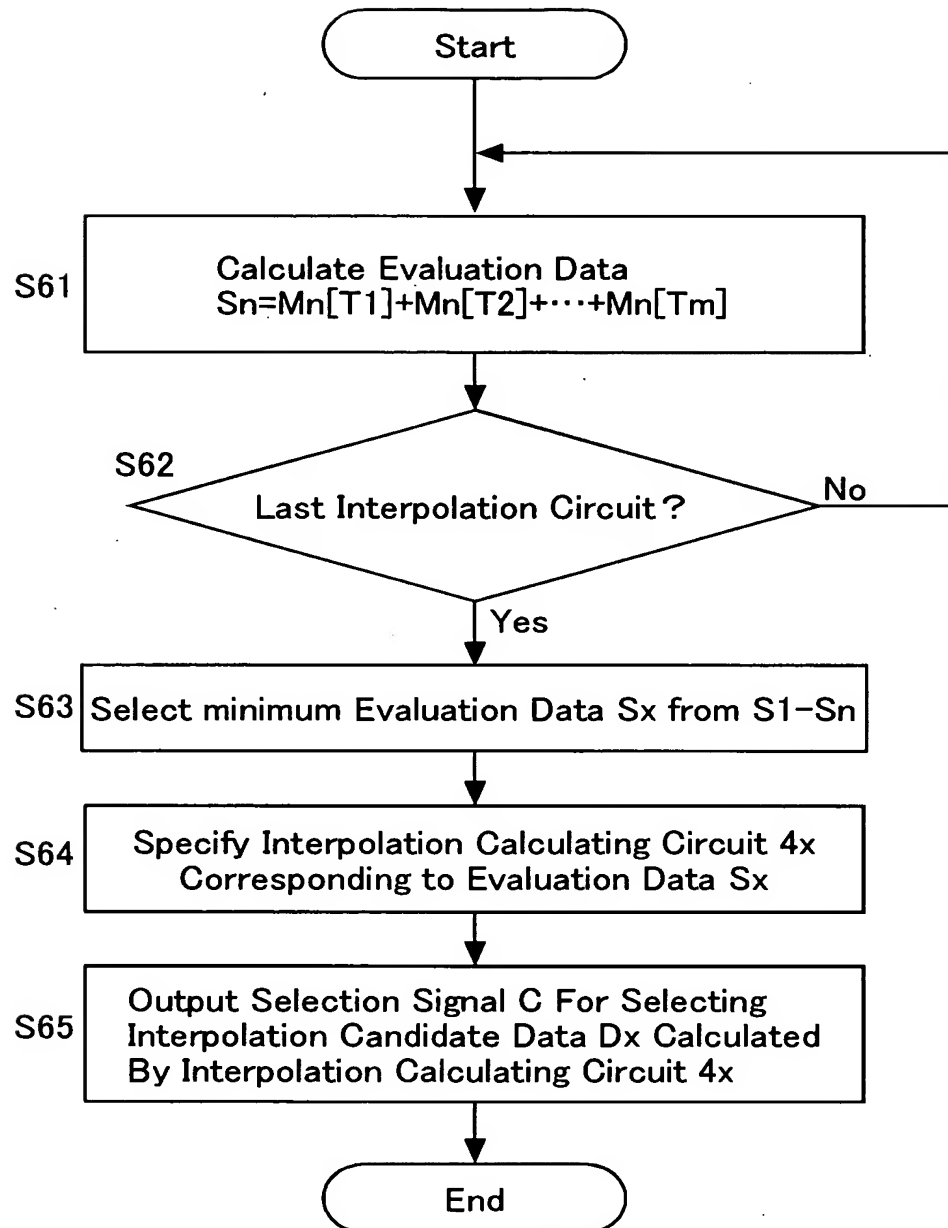 Start
S61
Calculate Evaluation Data
Sn=Mn[T1]+Mn[T2]+···+Mn[Tm]
S62
Last Interpolation Circuit?
No
Yes
S63
Select minimum Evaluation Data Sx from S1-Sn
S64
Specify Interpolation Calculating Circuit 4x
Corresponding to Evaluation Data Sx
S65
Output Selection Signal C For Selecting
Interpolation Candidate Data Dx Calculated
By Interpolation Calculating Circuit 4x
End